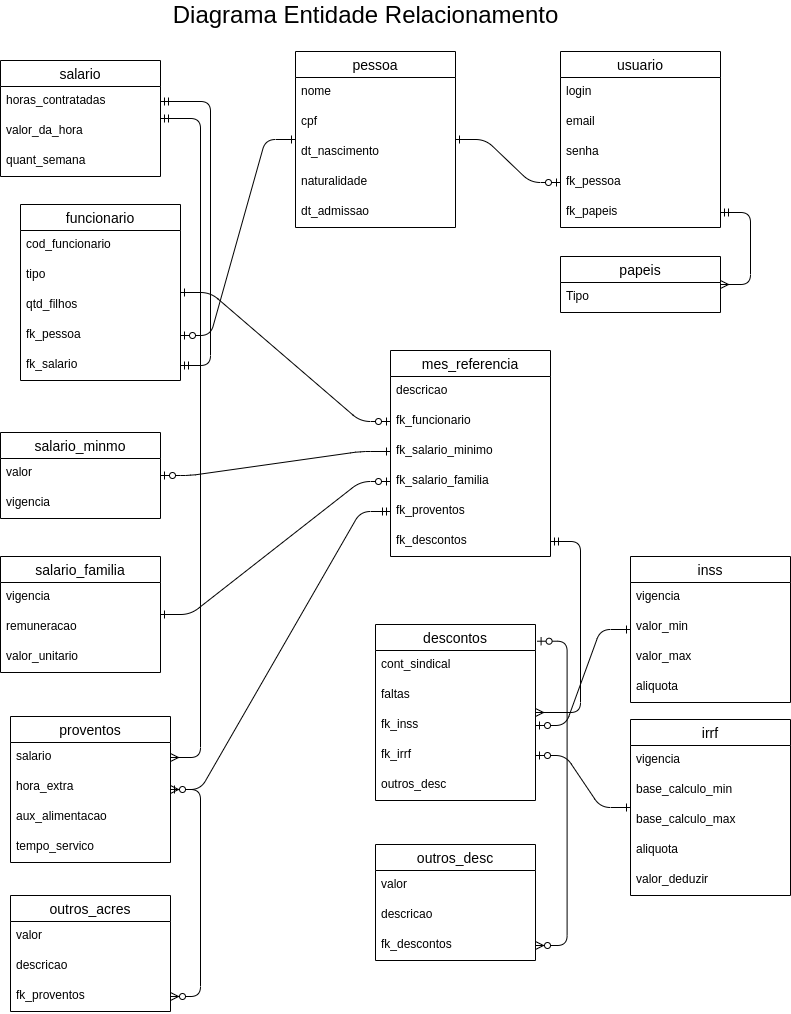 Diagrama Entidade Relacionamento
salario
horas_contratadas
valor_da_hora
quant_semana
pessoa
nome
cpf
dt_nascimento
naturalidade
dt_admissao
usuario
login
email
senha
fk_pessoa
fk_papeis
papeis
Tipo
funcionario
cod_funcionario
tipo
qtd_filhos
fk_pessoa
fk_salario
mes_referencia
descricao
fk_funcionario
fk_salario_minimo
fk_salario_familia
fk_proventos
fk_descontos
salario_minmo
valor
vigencia
salario_familia
vigencia
remuneracao
valor_unitario
inss
vigencia
valor_min
valor_max
aliquota
descontos
cont_sindical
faltas
fk_inss
fk_irrf
outros_desc
proventos
salario
hora_extra
aux_alimentacao
tempo_servico
irrf
vigencia
base_calculo_min
base_calculo_max
aliquota
valor_deduzir
outros_desc
valor
descricao
fk_descontos
outros_acres
valor
descricao
fk_proventos